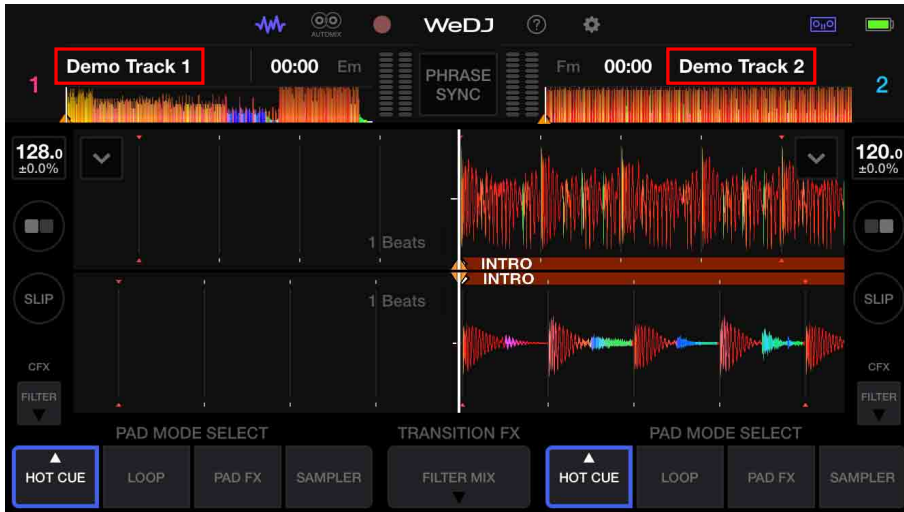 AUTOMIX
WeDJ
?
1
Demo Track 1
00:00 Em
PHRASE
SYNC
Fm 00:00
Demo Track 2
2
128.0
±0.0%
120.0
±0.0%
1 Beats
INTRO
INTRO
1 Beats
SLIP
SLIP
CFX
CFX
FILTER
FILTER
PAD MODE SELECT
TRANSITION FX
PAD MODE SELECT
HOT CUE
LOOP
PAD FX
SAMPLER
FILTER MIX
HOT CUE
LOOP
PAD FX
SAMPLER